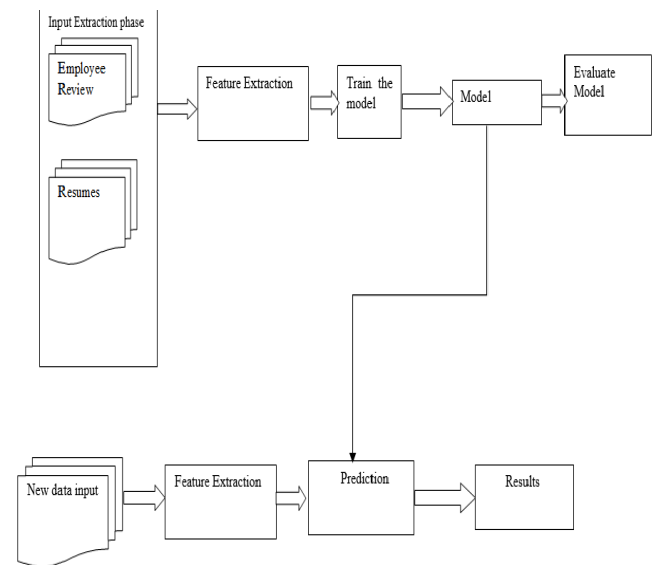 Input Extraction phase
Employee
Review
Resumes
Feature Extraction
Train the
model
Model
Evaluate
Model
New data input
Feature Extraction
Prediction
Results